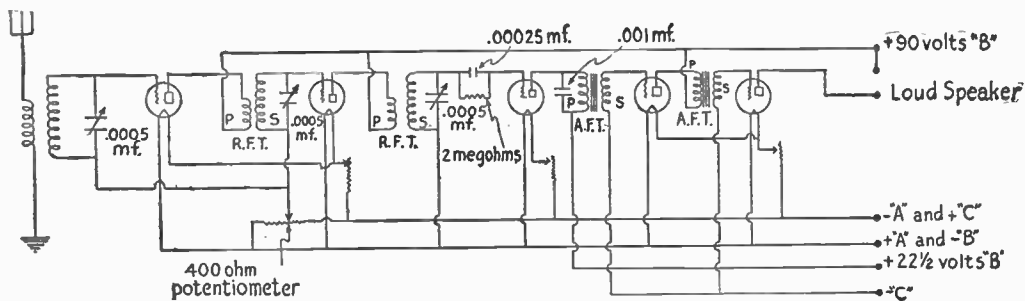 .00025 mf.
.001 mf.
+90 volts "B"
Loud Speaker
.0005
mf.
P
S
R.F.T.
.0005
mf.
P
S
R.F.T.
.0005
mf.
2 megohms
P
S
A.F.T.
P
S
A.F.T.
-"A" and +"C"
+"A" and -"B"
+22½ volts "B"
-"C"
400 ohm
potentiometer